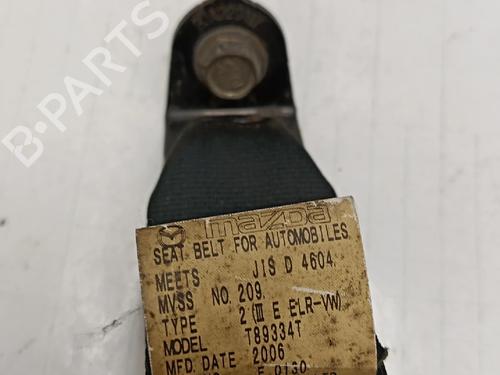 B-PARTS
mazda
SEAT BELT FOR AUTOMOBILES
MEETS JIS D 4604
MVSS NO. 209
TYPE 2 (III E ELR-VW)
MODEL T89334T
MFD. DATE 2006
E 0130